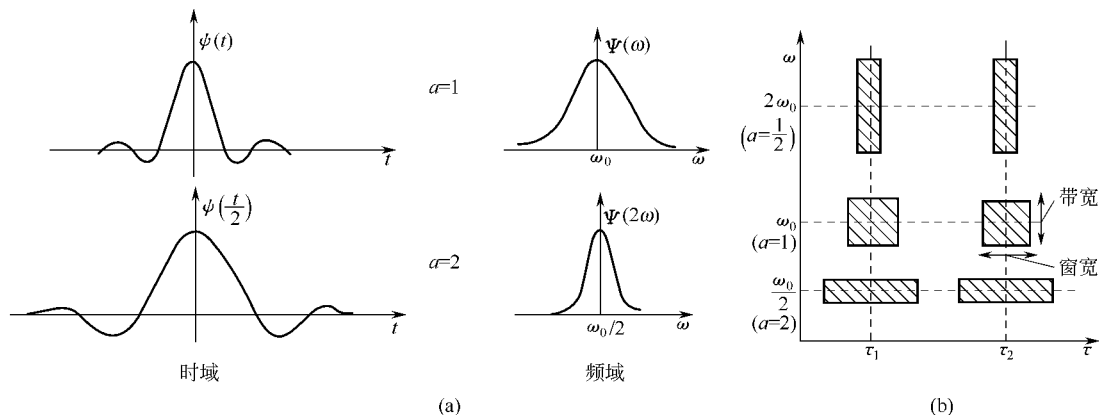 ψ(t)
t
a=1
Ψ(ω)
ω₀
ω
ψ(t/2)
t
a=2
Ψ(2ω)
ω₀/2
ω
时域
频域
(a)
ω
2ω₀
(a=1/2)
ω₀
(a=1)
ω₀/2
(a=2)
带宽
窗宽
τ₁
τ₂
τ
(b)